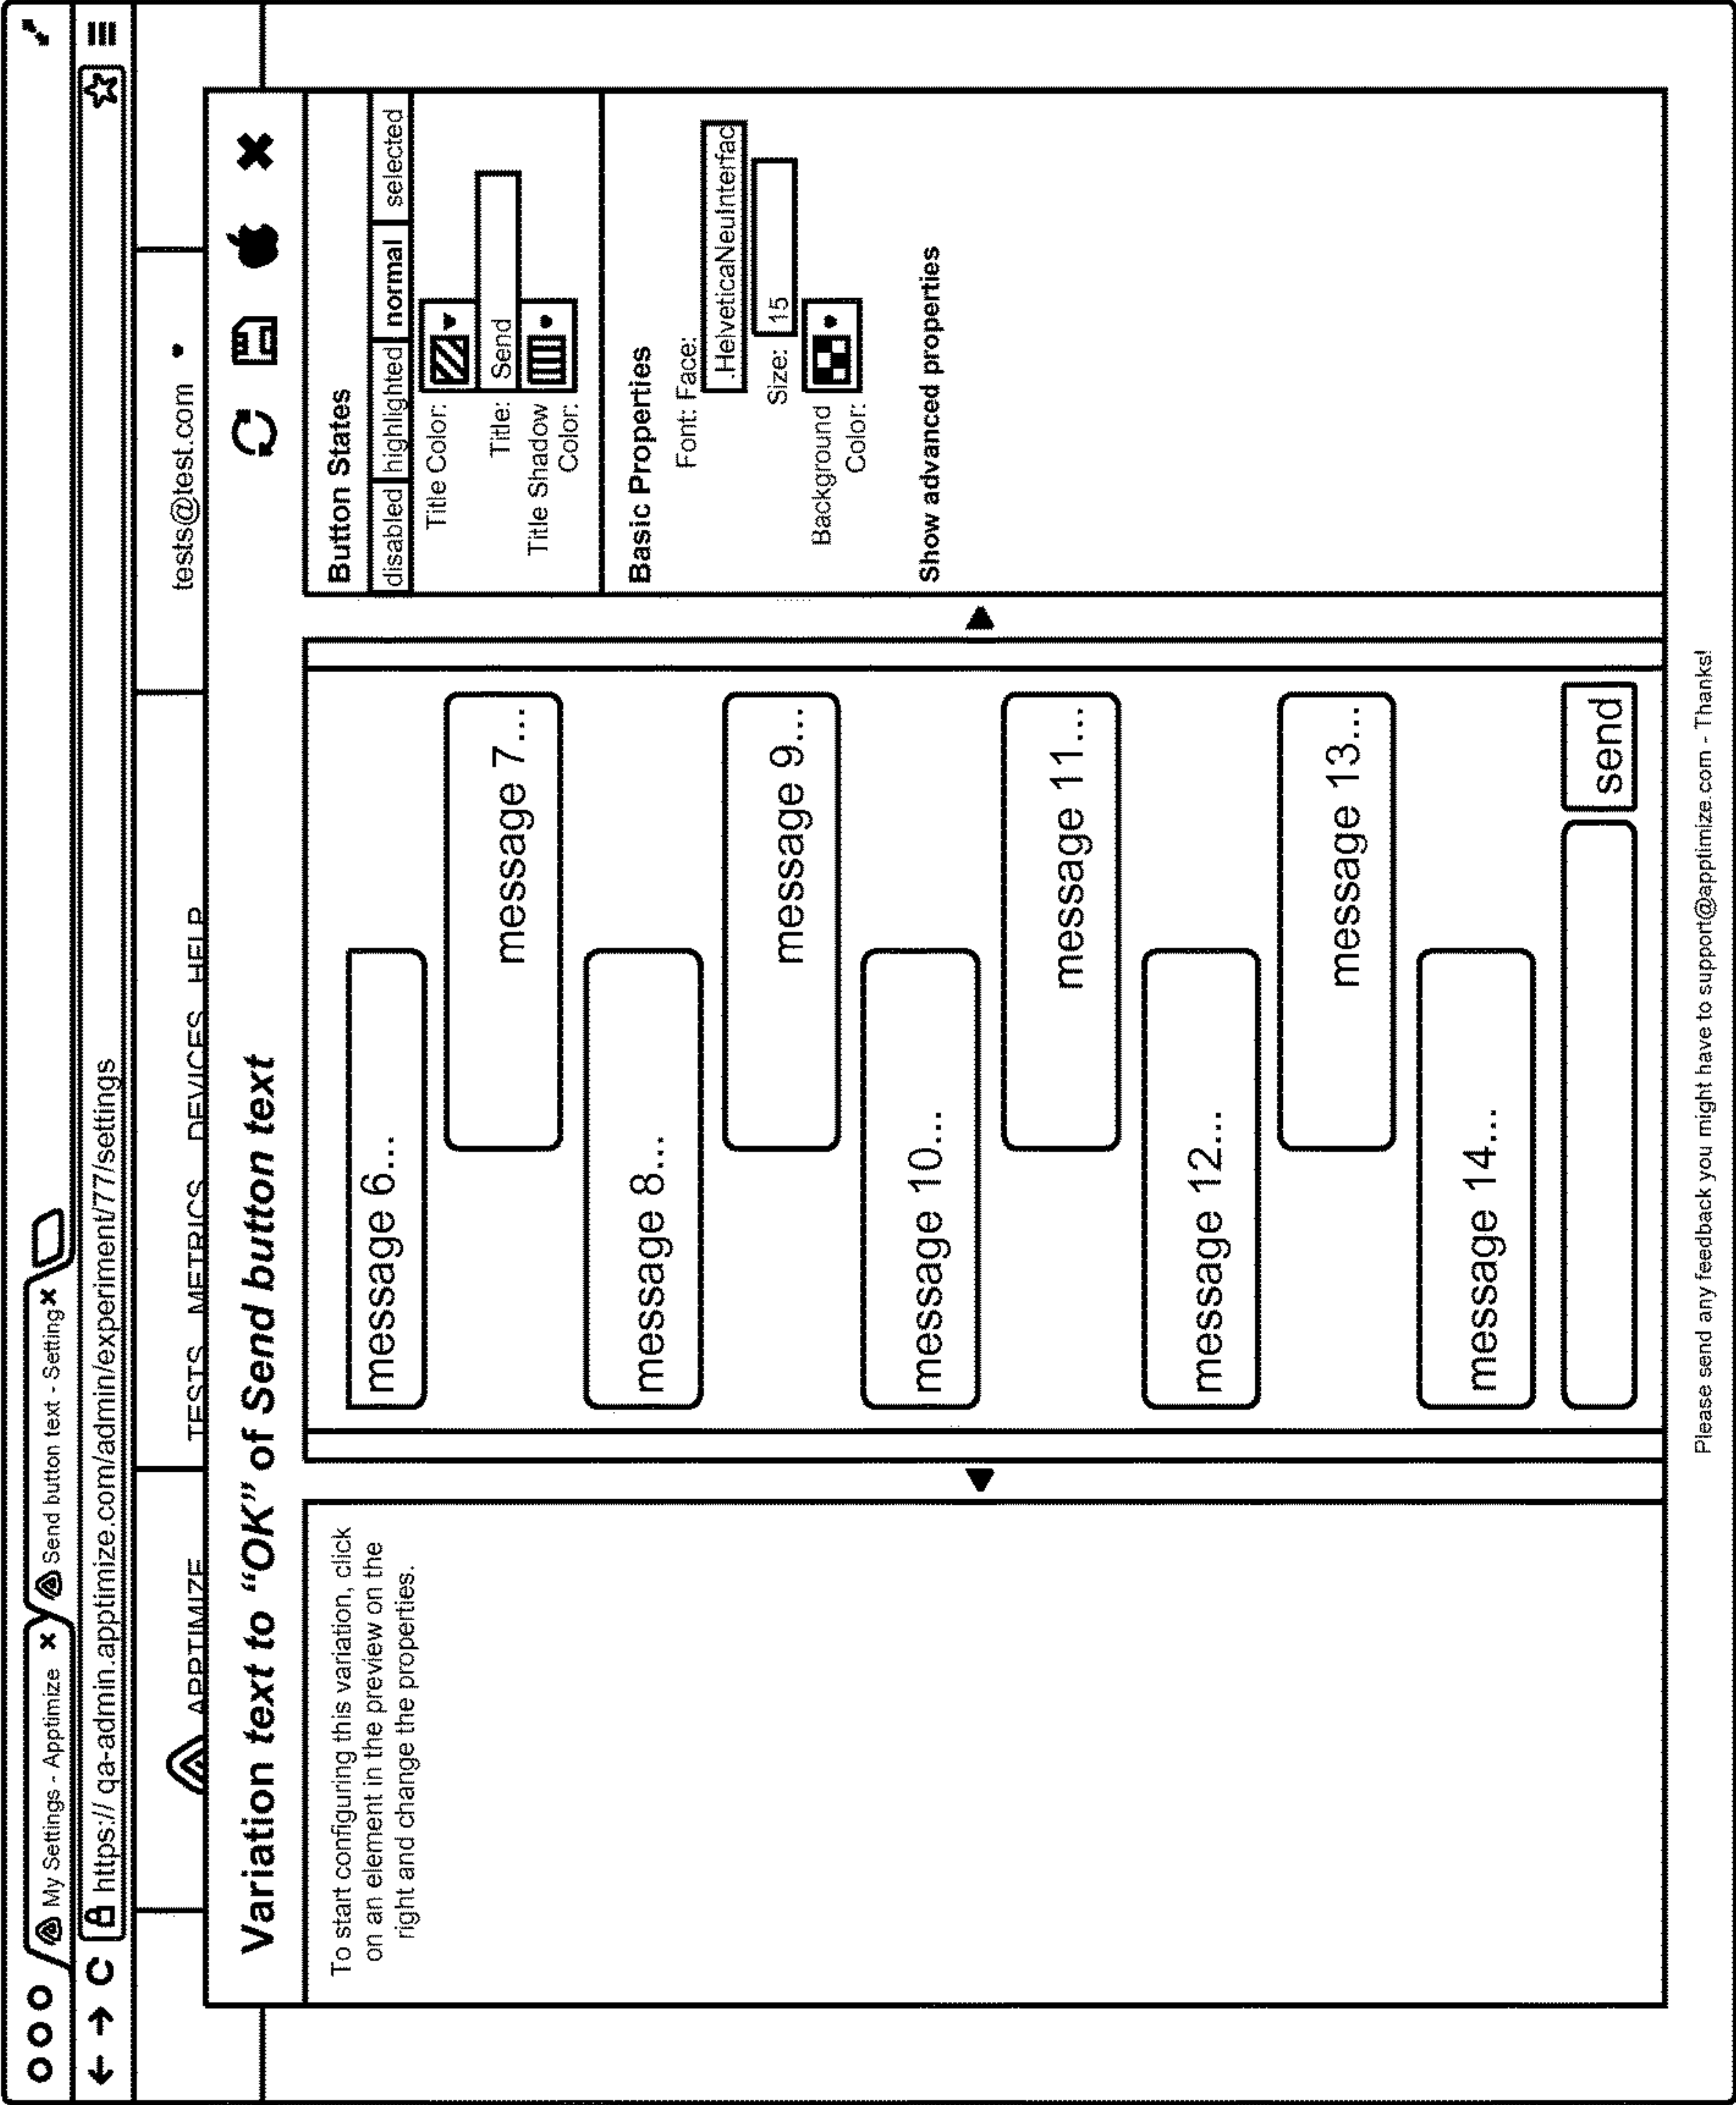 My Settings - Apptimize
Send button text - Setting
https:// qa-admin.apptimize.com/admin/experiment/77/settings
APPTIMIZE
TESTS METRICS DEVICES HELP
tests@test.com
Variation text to “OK” of Send button text
To start configuring this variation, click
on an element in the preview on the
right and change the properties.
message 6...
message 7...
message 8...
message 9...
message 10...
message 11...
message 12...
message 13...
message 14...
send
Button States
disabled highlighted normal selected
Title Color:
Title: Send
Title Shadow
Color:
Basic Properties
Font: Face:
.HelveticaNeuInterfac
Size: 15
Background
Color:
Show advanced properties
Please send any feedback you might have to support@apptimize.com - Thanks!